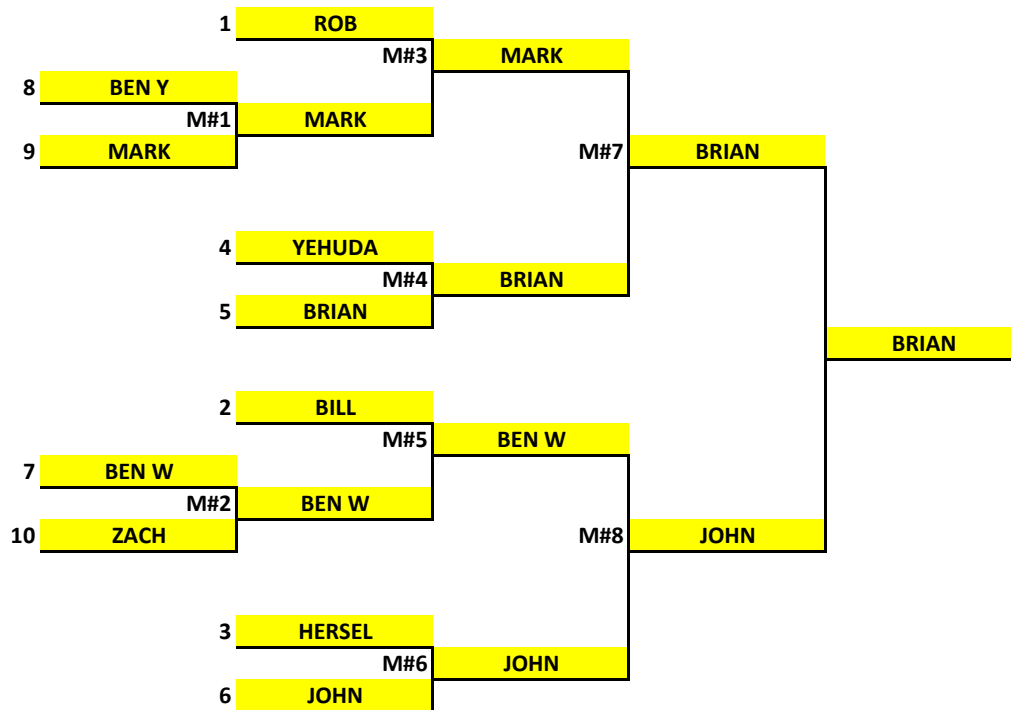 1 ROB
M#3 MARK
8 BEN Y
M#1 MARK
9 MARK
M#7 BRIAN
4 YEHUDA
M#4 BRIAN
5 BRIAN
BRIAN
2 BILL
M#5 BEN W
7 BEN W
M#2 BEN W
10 ZACH
M#8 JOHN
3 HERSEL
M#6 JOHN
6 JOHN